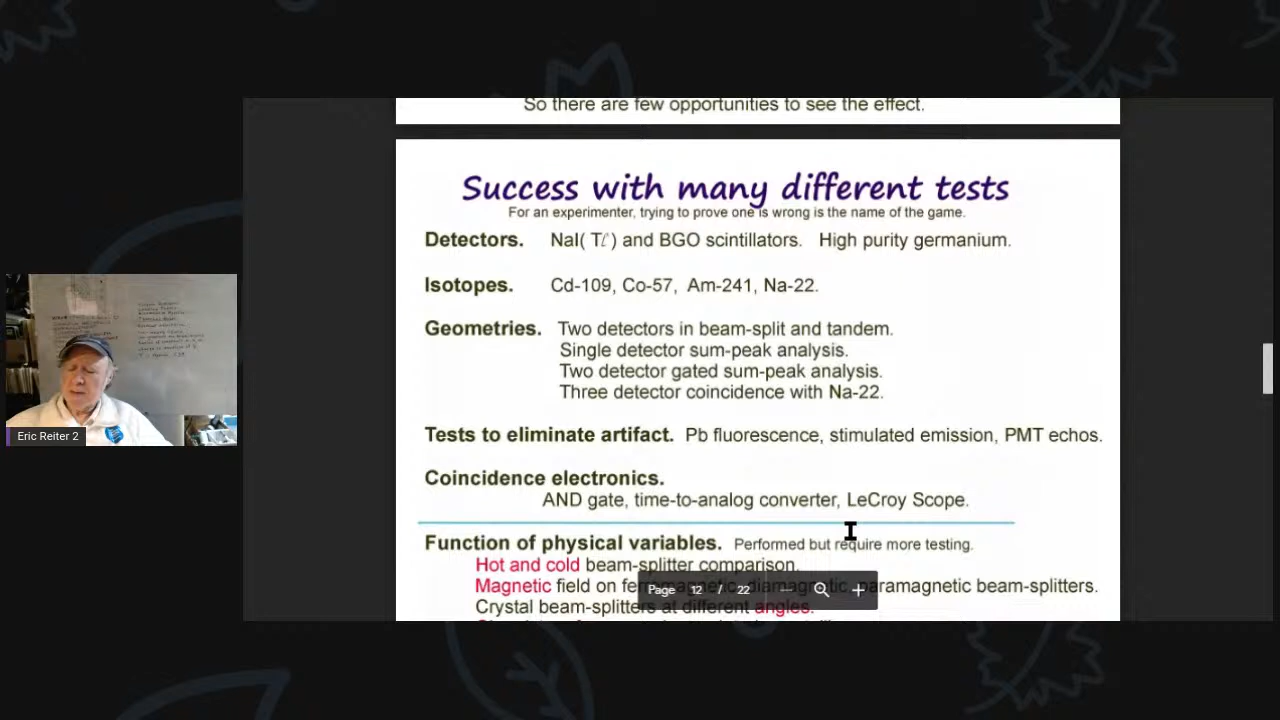 So there are few opportunities to see the effect.
Success with many different tests
For an experimenter, trying to prove one is wrong is the name of the game.
Detectors. NaI( Tℓ ) and BGO scintillators. High purity germanium.
Isotopes. Cd-109, Co-57, Am-241, Na-22.
Geometries. Two detectors in beam-split and tandem.
Single detector sum-peak analysis.
Two detector gated sum-peak analysis.
Three detector coincidence with Na-22.
Tests to eliminate artifact. Pb fluorescence, stimulated emission, PMT echos.
Coincidence electronics.
AND gate, time-to-analog converter, LeCroy Scope.
Function of physical variables. Performed but require more testing.
Hot and cold beam-splitter comparison.
Magnetic field on ferromagnetic, diamagnetic, paramagnetic beam-splitters.
Crystal beam-splitters at different angles.
Page 12 / 22
Eric Reiter 2